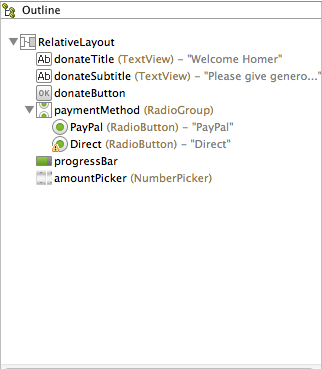 Outline
RelativeLayout
Ab donateTitle (TextView) – "Welcome Homer"
Ab donateSubtitle (TextView) – "Please give genero..."
OK donateButton
paymentMethod (RadioGroup)
PayPal (RadioButton) – "PayPal"
Direct (RadioButton) – "Direct"
progressBar
amountPicker (NumberPicker)